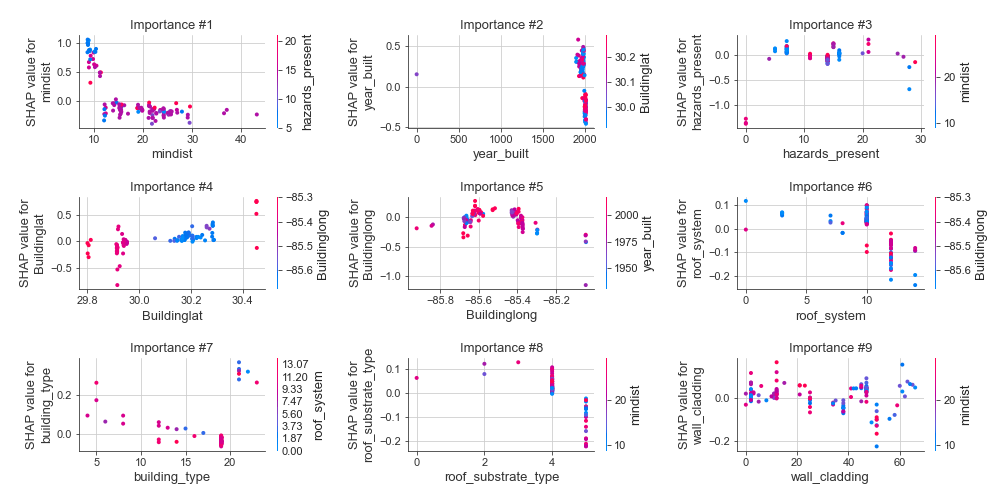 Importance #1
SHAP value for
mindist
1.0
0.5
0.0
10
20
30
40
mindist
20
15
10
5
hazards_present
Importance #2
SHAP value for
year_built
0.5
0.0
−0.5
0
500
1000
1500
2000
year_built
30.2
30.1
30.1
30.0
Buildinglat
Importance #3
SHAP value for
hazards_present
0.0
−0.5
−1.0
0
10
20
30
hazards_present
20
10
mindist
Importance #4
SHAP value for
Buildinglat
0.5
0.0
−0.5
29.8
30.0
30.2
30.4
Buildinglat
−85.3
−85.4
−85.5
−85.6
Buildinglong
Importance #5
SHAP value for
Buildinglong
0.0
−0.5
−1.0
−85.8
−85.6
−85.4
−85.2
Buildinglong
2000
1975
1950
year_built
Importance #6
SHAP value for
roof_system
0.1
0.0
−0.1
−0.2
0
5
10
roof_system
−85.3
−85.4
−85.5
−85.6
Buildinglong
Importance #7
SHAP value for
building_type
0.2
0.0
5
10
15
20
building_type
13.07
11.20
9.33
7.47
5.60
3.73
1.87
0.00
roof_system
Importance #8
SHAP value for
roof_substrate_type
0.1
0.0
−0.1
−0.2
0
2
4
roof_substrate_type
20
10
mindist
Importance #9
SHAP value for
wall_cladding
0.0
−0.2
0
20
40
60
wall_cladding
20
10
mindist